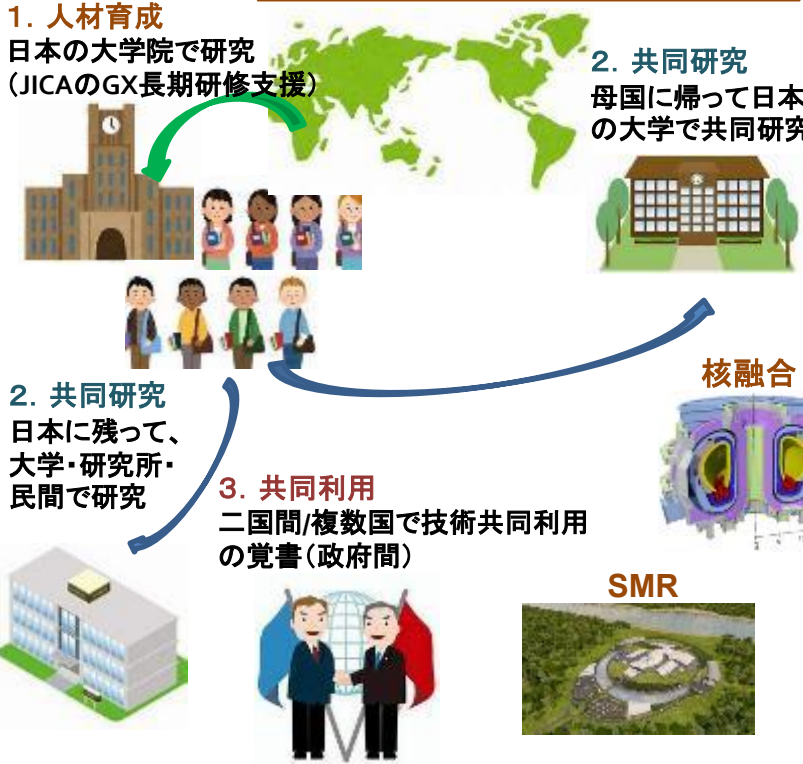 1．人材育成
日本の大学院で研究
（JICAのGX長期研修支援）
2．共同研究
母国に帰って日本
の大学で共同研究
核融合
2．共同研究
日本に残って、
大学・研究所・
民間で研究
3．共同利用
二国間/複数国で技術共同利用
の覚書（政府間）
SMR